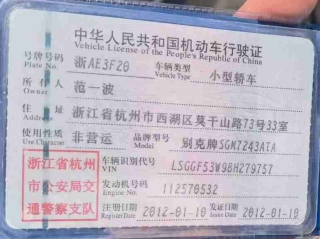 中华人民共和国机动车行驶证
Vehicle License of the People's Republic of China
号牌号码 浙AE3F20 车辆类型 小型轿车
Plate No. Vehicle Type
所有人 范一波
Owner
住址 浙江省杭州市西湖区莫干山路73号33室
Address
使用性质 非营运 品牌型号 别克牌SGM7243ATA
Use Character Model
浙江省杭州市公安局交通警察支队
车辆识别代号 LSGGF53W98H279757
VIN
发动机号码 112570532
Engine No.
注册日期 2012-01-10 发证日期 2012-01-10
Register Date Issue Date